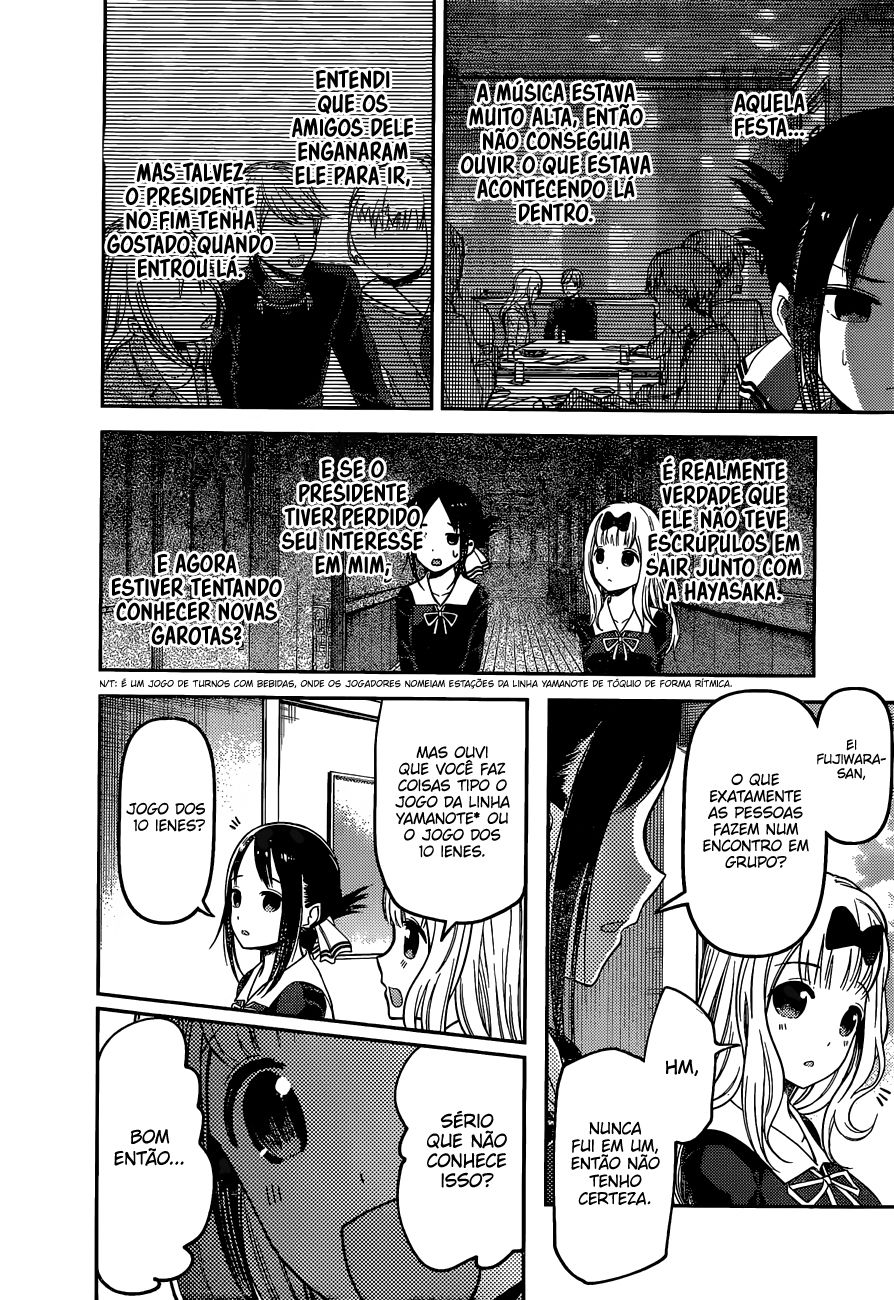 AQUELA
FESTA...
A MÚSICA ESTAVA
MUITO ALTA, ENTÃO
NÃO CONSEGUIA
OUVIR O QUE ESTAVA
ACONTECENDO LÁ
DENTRO.
ENTENDI
QUE OS
AMIGOS DELE
ENGANARAM
ELE PARA IR,
MAS TALVEZ
O PRESIDENTE
NO FIM TENHA
GOSTADO QUANDO
ENTROU LÁ.
É REALMENTE
VERDADE QUE
ELE NÃO TEVE
ESCRÚPULOS EM
SAIR JUNTO COM
A HAYASAKA.
E SE O
PRESIDENTE
TIVER PERDIDO
SEU INTERESSE
EM MIM,
E AGORA
ESTIVER TENTANDO
CONHECER NOVAS
GAROTAS?
N/T: É UM JOGO DE TURNOS COM BEBIDAS, ONDE OS JOGADORES NOMEIAM ESTAÇÕES DA LINHA YAMANOTE DE TÓQUIO DE FORMA RÍTMICA.
EI
FUJIWARA-
SAN,
O QUE
EXATAMENTE
AS PESSOAS
FAZEM NUM
ENCONTRO EM
GRUPO?
HM,
NUNCA
FUI EM UM,
ENTÃO NÃO
TENHO
CERTEZA.
MAS OUVI
QUE VOCÊ FAZ
COISAS TIPO O
JOGO DA LINHA
YAMANOTE* OU
O JOGO DOS
10 IENES.
JOGO DOS
10 IENES?
SÉRIO
QUE NÃO
CONHECE
ISSO?
BOM
ENTÃO...